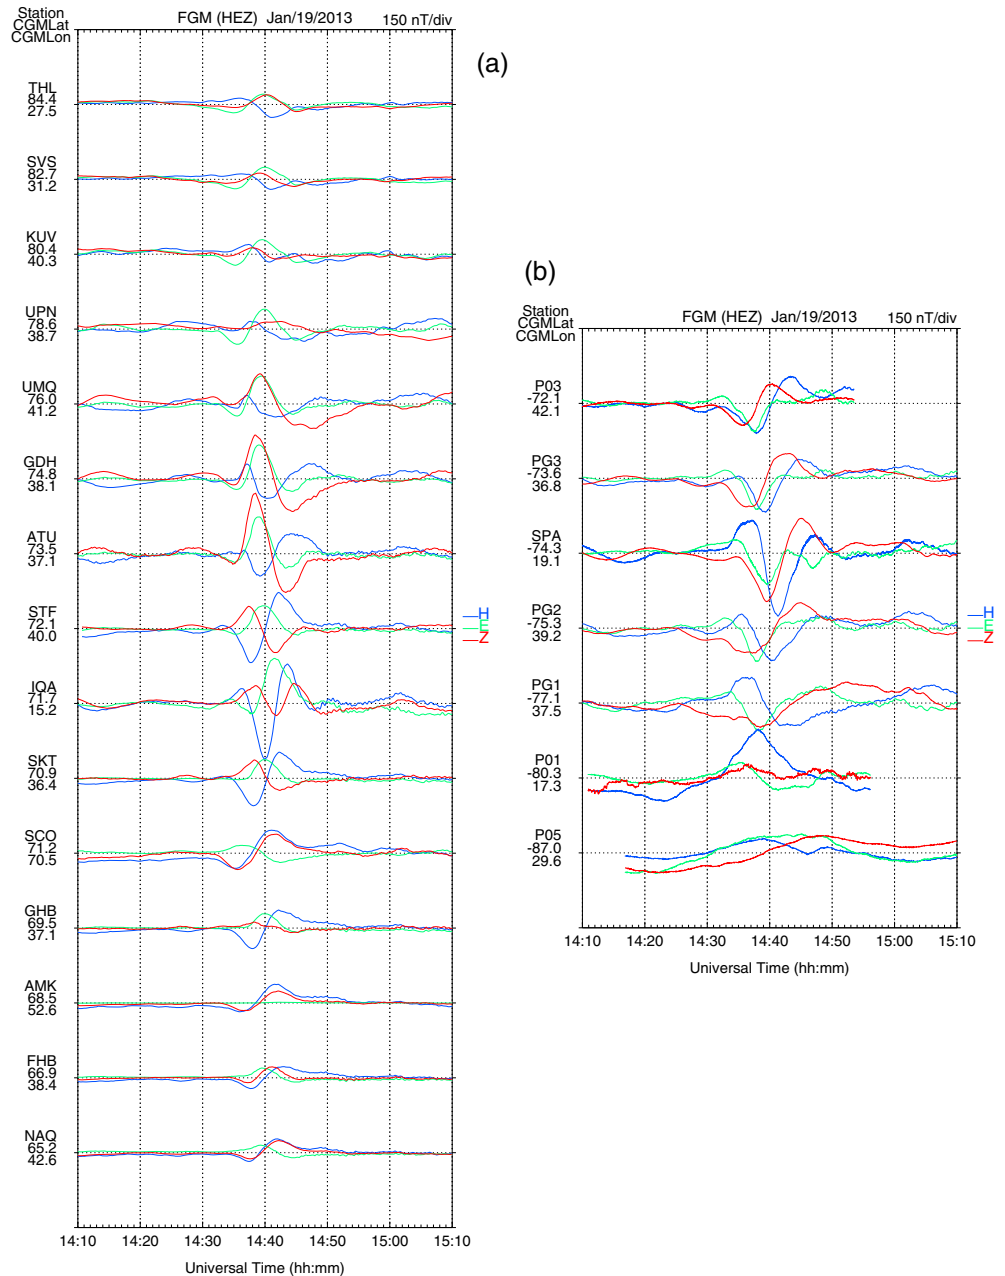 Station
CGMLat
CGMLon
FGM (HEZ) Jan/19/2013
150 nT/div
(a)
THL
84.4
27.5
SVS
82.7
31.2
KUV
80.4
40.3
UPN
78.6
38.7
UMQ
76.0
41.2
GDH
74.8
38.1
ATU
73.5
37.1
STF
72.1
40.0
IQA
71.7
15.2
SKT
70.9
36.4
SCO
71.2
70.5
GHB
69.5
37.1
AMK
68.5
52.6
FHB
66.9
38.4
NAQ
65.2
42.6
H
E
Z
14:10 14:20 14:30 14:40 14:50 15:00 15:10
Universal Time (hh:mm)
(b)
Station
CGMLat
CGMLon
FGM (HEZ) Jan/19/2013
150 nT/div
P03
-72.1
42.1
PG3
-73.6
36.8
SPA
-74.3
19.1
PG2
-75.3
39.2
PG1
-77.1
37.5
P01
-80.3
17.3
P05
-87.0
29.6
H
E
Z
14:10 14:20 14:30 14:40 14:50 15:00 15:10
Universal Time (hh:mm)